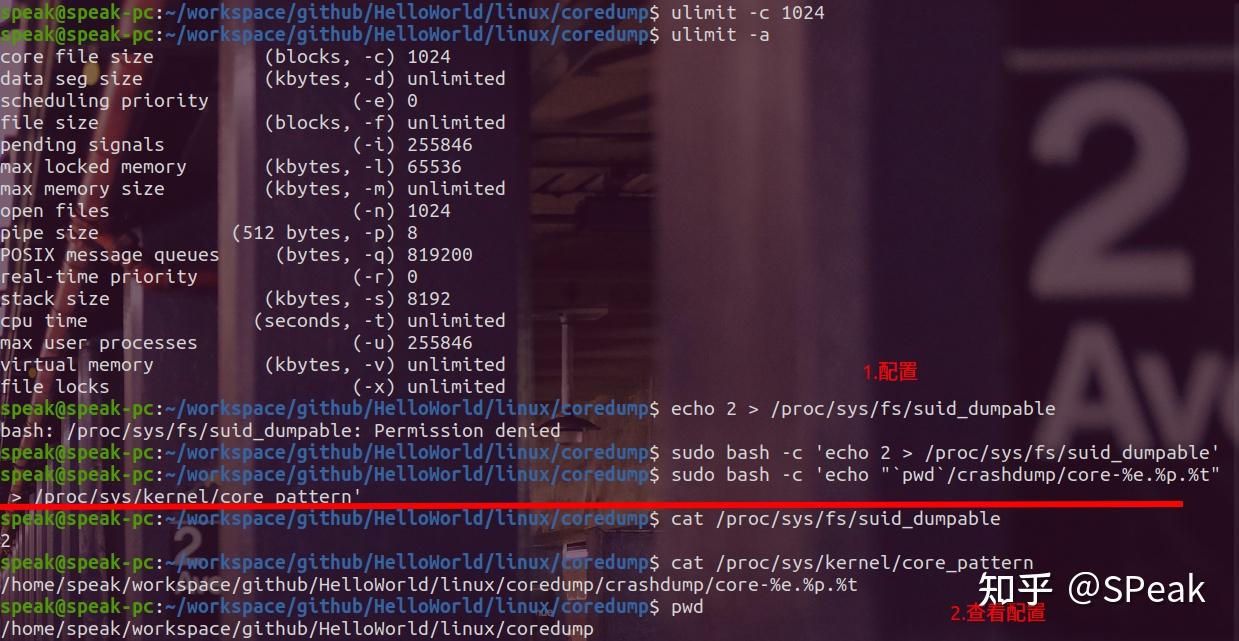 speak@speak-pc:~/workspace/github/HelloWorld/linux/coredump$ ulimit -c 1024
speak@speak-pc:~/workspace/github/HelloWorld/linux/coredump$ ulimit -a
core file size          (blocks, -c) 1024
data seg size           (kbytes, -d) unlimited
scheduling priority             (-e) 0
file size               (blocks, -f) unlimited
pending signals                 (-i) 255846
max locked memory       (kbytes, -l) 65536
max memory size         (kbytes, -m) unlimited
open files                      (-n) 1024
pipe size            (512 bytes, -p) 8
POSIX message queues     (bytes, -q) 819200
real-time priority              (-r) 0
stack size              (kbytes, -s) 8192
cpu time               (seconds, -t) unlimited
max user processes              (-u) 255846
virtual memory          (kbytes, -v) unlimited
file locks                      (-x) unlimited
1.配置
speak@speak-pc:~/workspace/github/HelloWorld/linux/coredump$ echo 2 > /proc/sys/fs/suid_dumpable
bash: /proc/sys/fs/suid_dumpable: Permission denied
speak@speak-pc:~/workspace/github/HelloWorld/linux/coredump$ sudo bash -c 'echo 2 > /proc/sys/fs/suid_dumpable'
speak@speak-pc:~/workspace/github/HelloWorld/linux/coredump$ sudo bash -c 'echo "`pwd`/crashdump/core-%e.%p.%t"
 > /proc/sys/kernel/core_pattern'
speak@speak-pc:~/workspace/github/HelloWorld/linux/coredump$ cat /proc/sys/fs/suid_dumpable
2
speak@speak-pc:~/workspace/github/HelloWorld/linux/coredump$ cat /proc/sys/kernel/core_pattern
/home/speak/workspace/github/HelloWorld/linux/coredump/crashdump/core-%e.%p.%t
speak@speak-pc:~/workspace/github/HelloWorld/linux/coredump$ pwd
2.查看配置
/home/speak/workspace/github/HelloWorld/linux/coredump
知乎 @SPeak
2
Ave
2